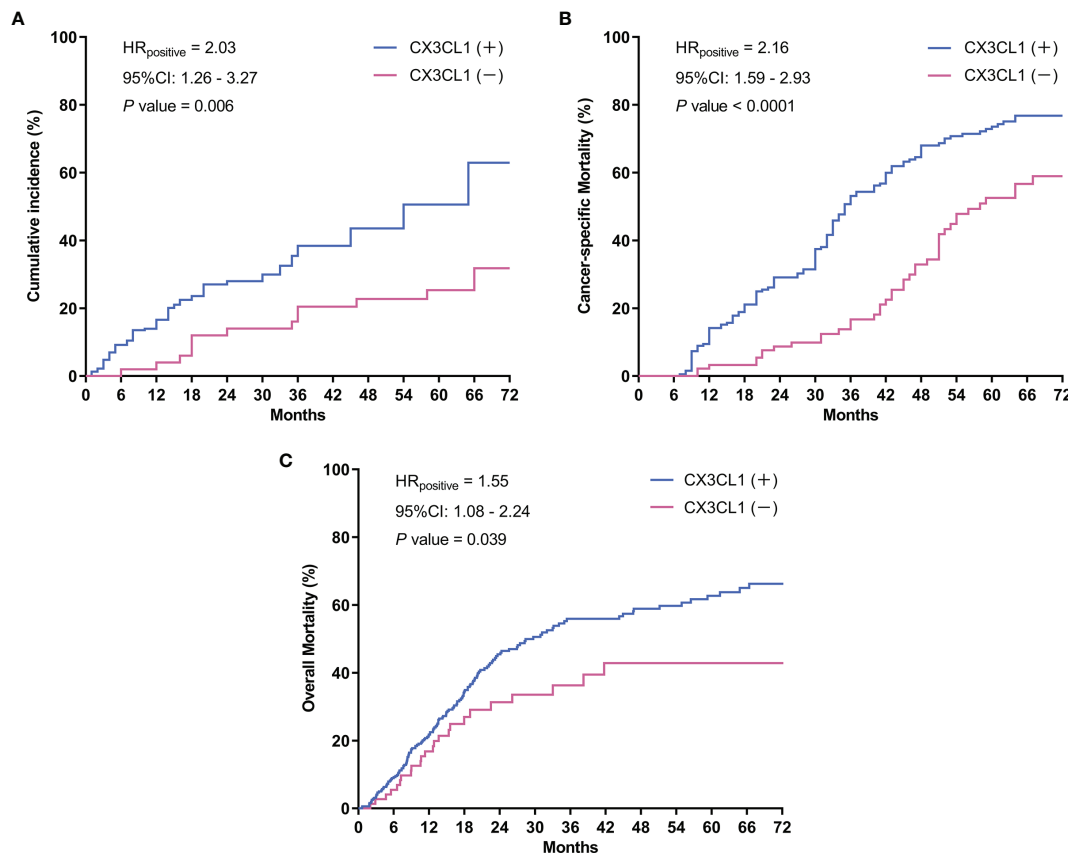 A
HRpositive = 2.03
95%CI: 1.26 - 3.27
P value = 0.006
CX3CL1 (+)
CX3CL1 (−)
Cumulative incidence (%)
100
80
60
40
20
0
0 6 12 18 24 30 36 42 48 54 60 66 72
Months
B
HRpositive = 2.16
95%CI: 1.59 - 2.93
P value < 0.0001
CX3CL1 (+)
CX3CL1 (−)
Cancer-specific Mortality (%)
100
80
60
40
20
0
0 6 12 18 24 30 36 42 48 54 60 66 72
Months
C
HRpositive = 1.55
95%CI: 1.08 - 2.24
P value = 0.039
CX3CL1 (+)
CX3CL1 (−)
Overall Mortality (%)
100
80
60
40
20
0
0 6 12 18 24 30 36 42 48 54 60 66 72
Months